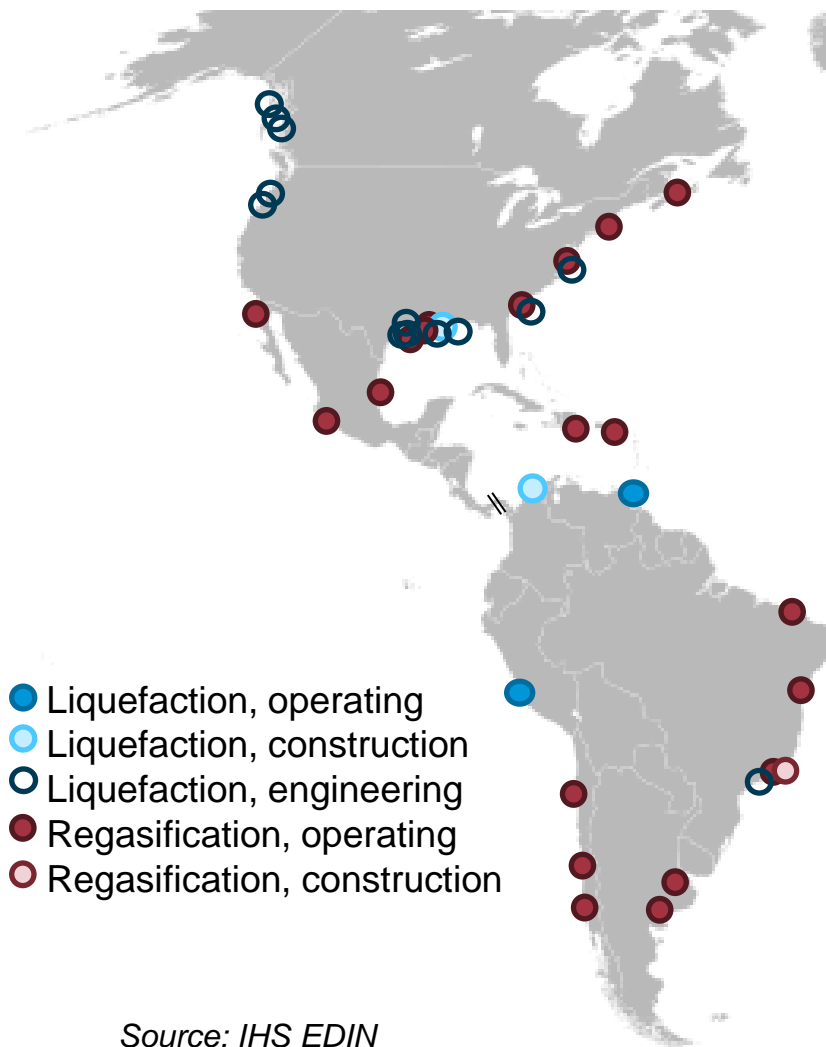 Liquefaction, operating
Liquefaction, construction
Liquefaction, engineering
Regasification, operating
Regasification, construction
Source: IHS EDIN